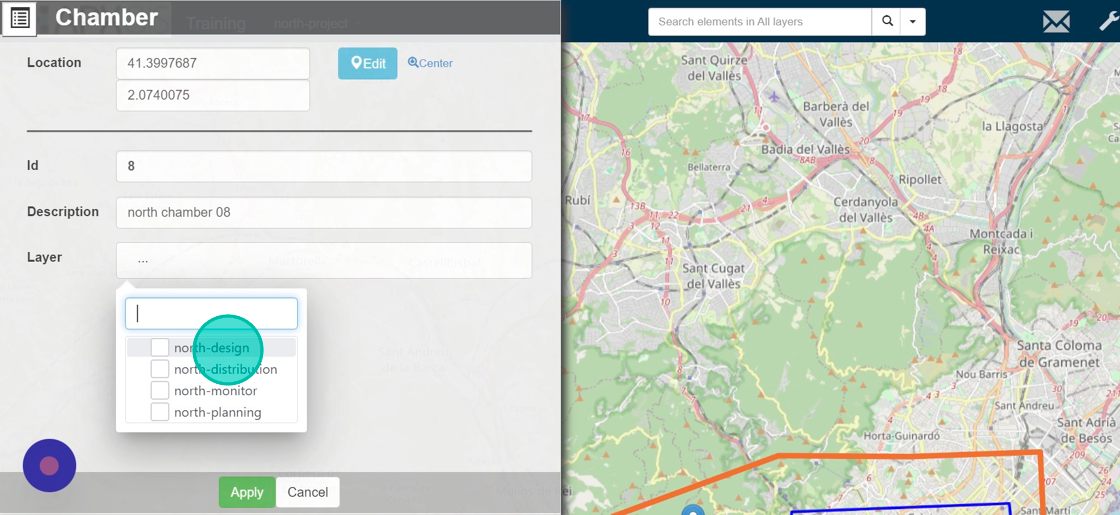 Chamber
Training north-project
Search elements in All layers
Location
41.3997687
Edit
Center
2.0740075
Id
8
Description
north chamber 08
Layer
...
north-design
north-distribution
north-monitor
north-planning
Apply
Cancel
Sant Quirze
del Vallès
Barberà del
Vallès
la Llagosta
Badia del Vallès
Bellaterra
Ripollet
Rubí
Cerdanyola
del Vallès
Montcada i
Reixac
Sant Cugat
del Vallès
Santa Coloma
de Gramenet
Nou Barris
Sant Andreu
Sant Adrià
de Besòs
Horta-Guinardó
Sant Martí